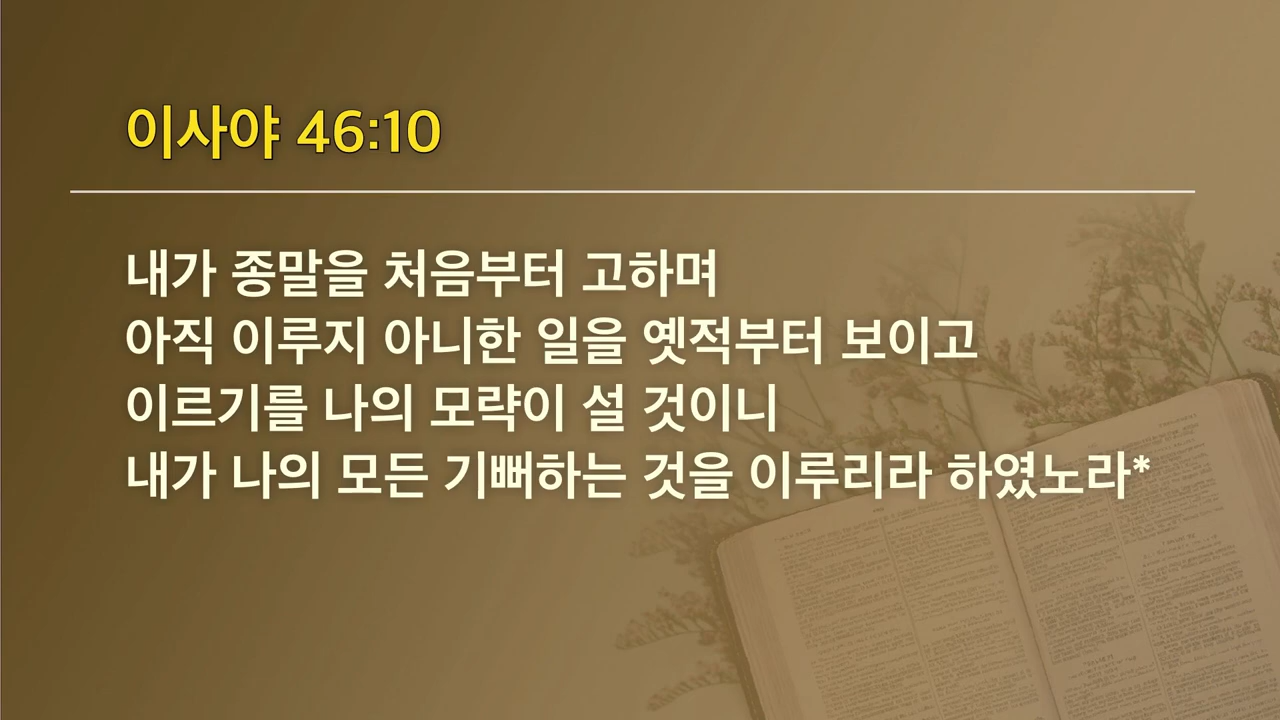 이사야 46:10
내가 종말을 처음부터 고하며
아직 이루지 아니한 일을 옛적부터 보이고
이르기를 나의 모략이 설 것이니
내가 나의 모든 기뻐하는 것을 이루리라 하였노라*